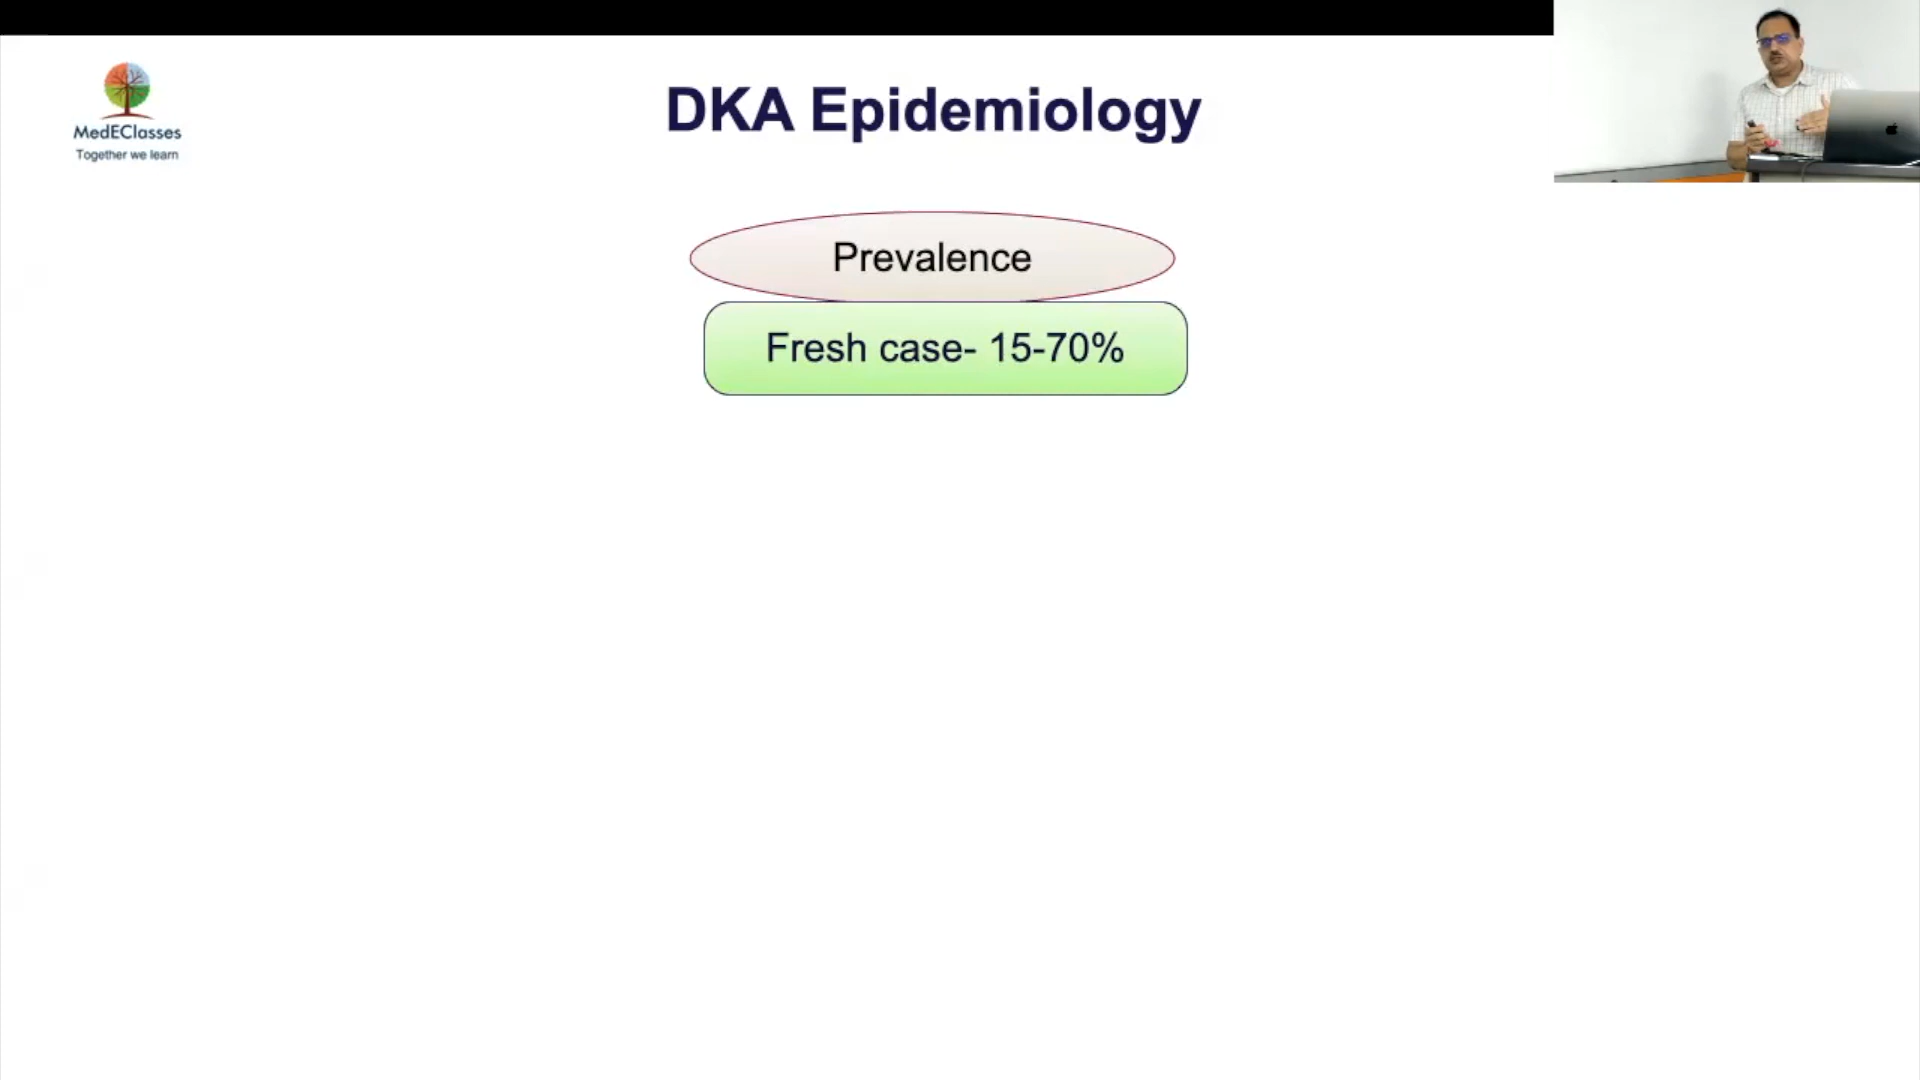 MedEClasses
Together we learn
DKA Epidemiology
Prevalence
Fresh case- 15-70%